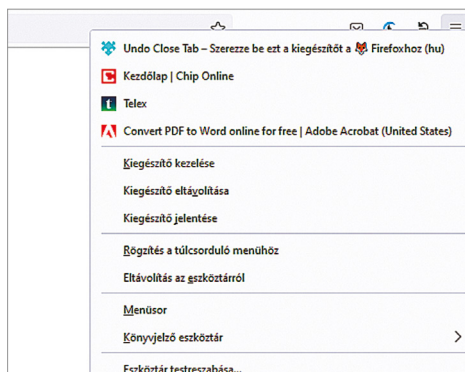 Undo Close Tab – Szerezze be ezt a kiegészítőt a Firefoxhoz (hu)
Kezdőlap | Chip Online
Telex
Convert PDF to Word online for free | Adobe Acrobat (United States)
Kiegészítő kezelése
Kiegészítő eltávolítása
Kiegészítő jelentése
Rögzítés a túlcsorduló menühöz
Eltávolítás az eszköztárról
Menüsor
Könyvjelző eszköztár
Eszköztár testreszabása...